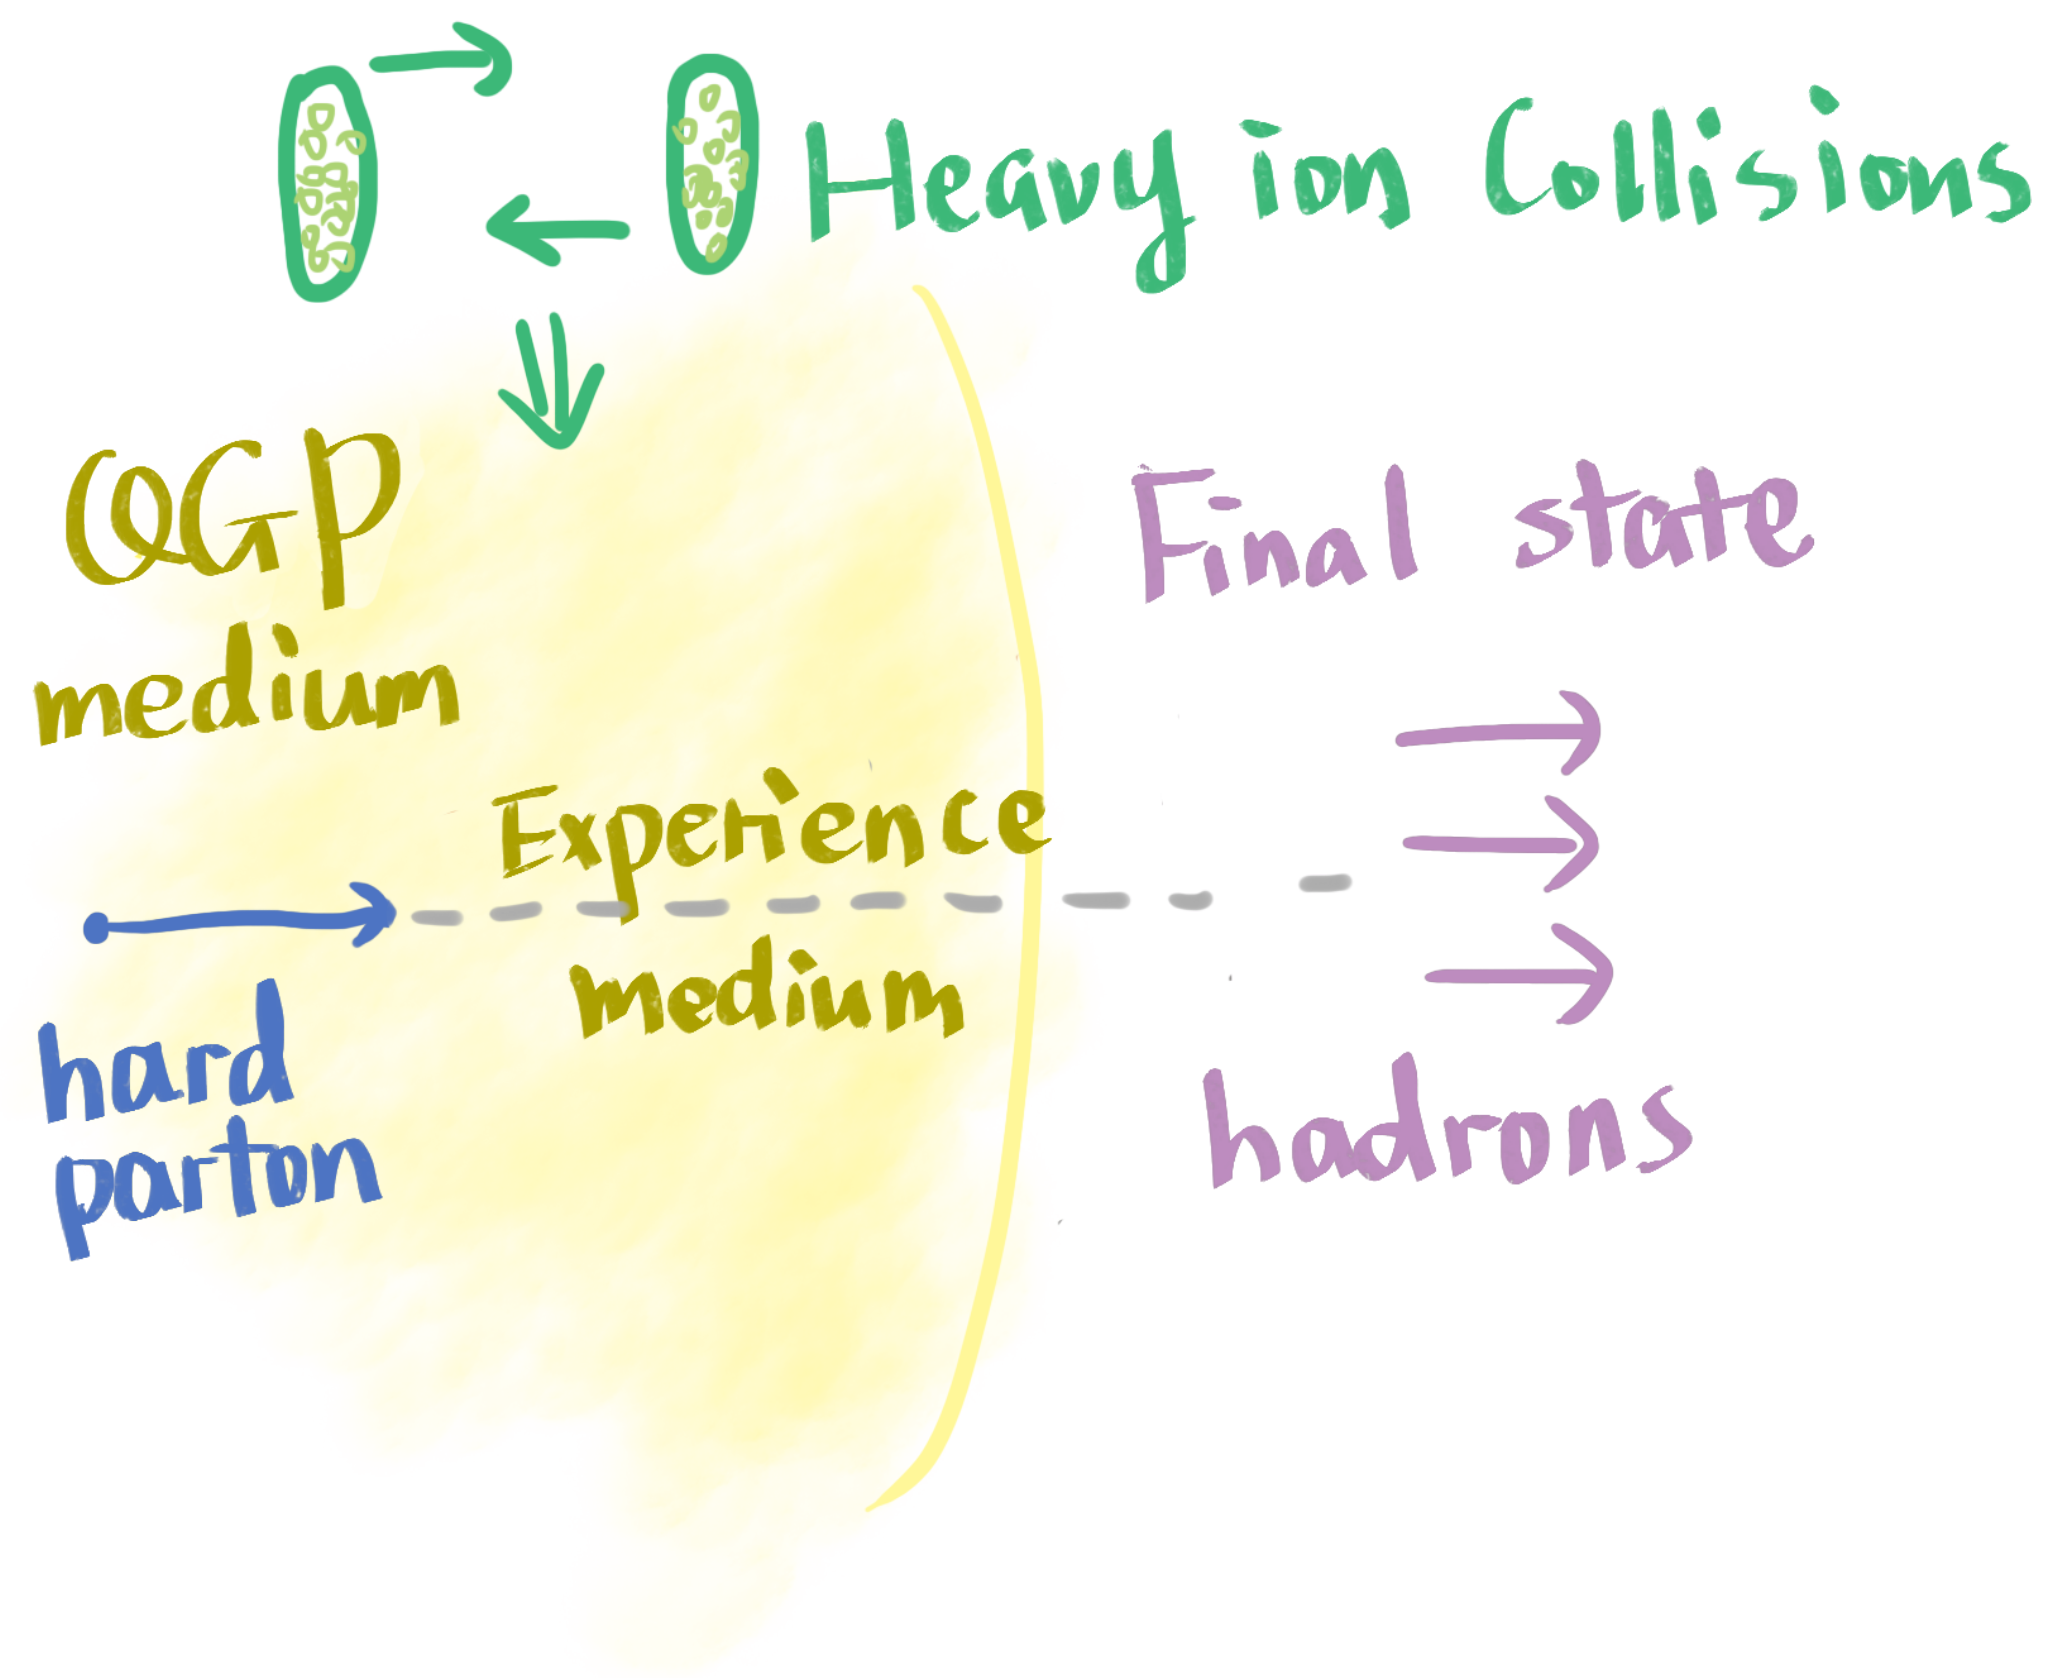 Heavy ion Collisions
QGP
medium
Final state
Experience
medium
hard
parton
hadrons